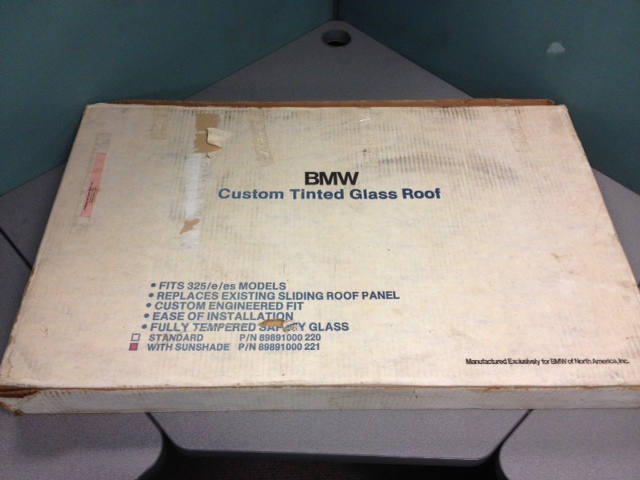 BMW
Custom Tinted Glass Roof
• FITS 325/e/es MODELS
• REPLACES EXISTING SLIDING ROOF PANEL
• CUSTOM ENGINEERED FIT
• EASE OF INSTALLATION
• FULLY TEMPERED SAFETY GLASS
STANDARD P/N 89891000 220
WITH SUNSHADE P/N 89891000 221
Manufactured Exclusively for BMW of North America, Inc.